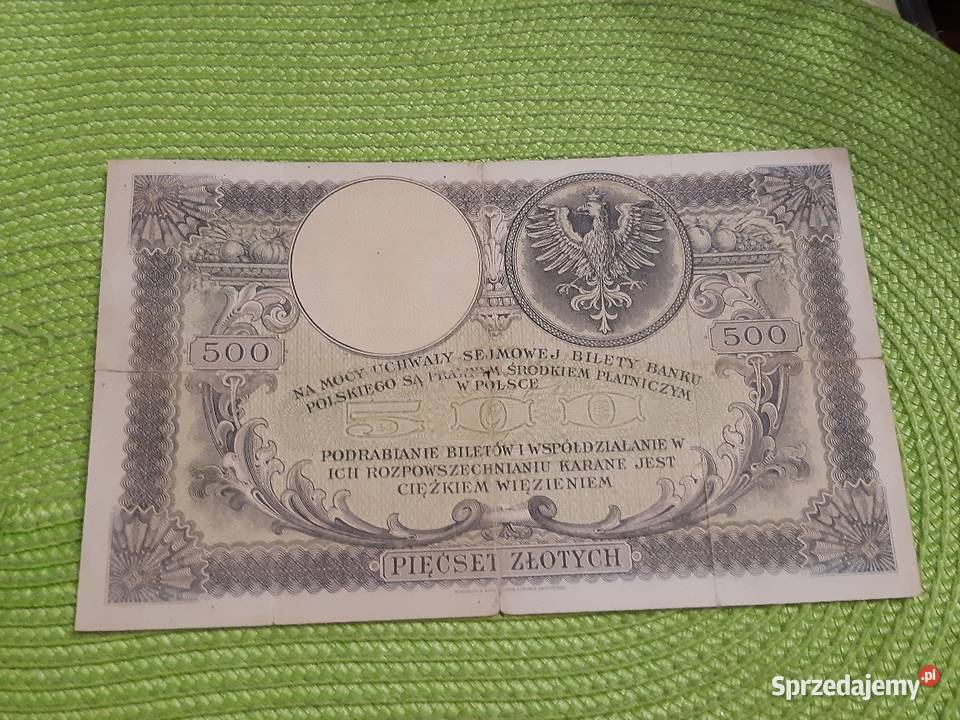 500
500
NA MOCY UCHWAŁY SEJMOWEJ BILETY BANKU
POLSKIEGO SĄ PRAWNYM ŚRODKIEM PŁATNICZYM
W POLSCE
500
PODRABIANIE BILETÓW I WSPÓŁDZIAŁANIE W
ICH ROZPOWSZECHNIANIU KARANE JEST
CIĘŻKIEM WIĘZIENIEM
PIĘĆSET ZŁOTYCH
Sprzedajemy.pl